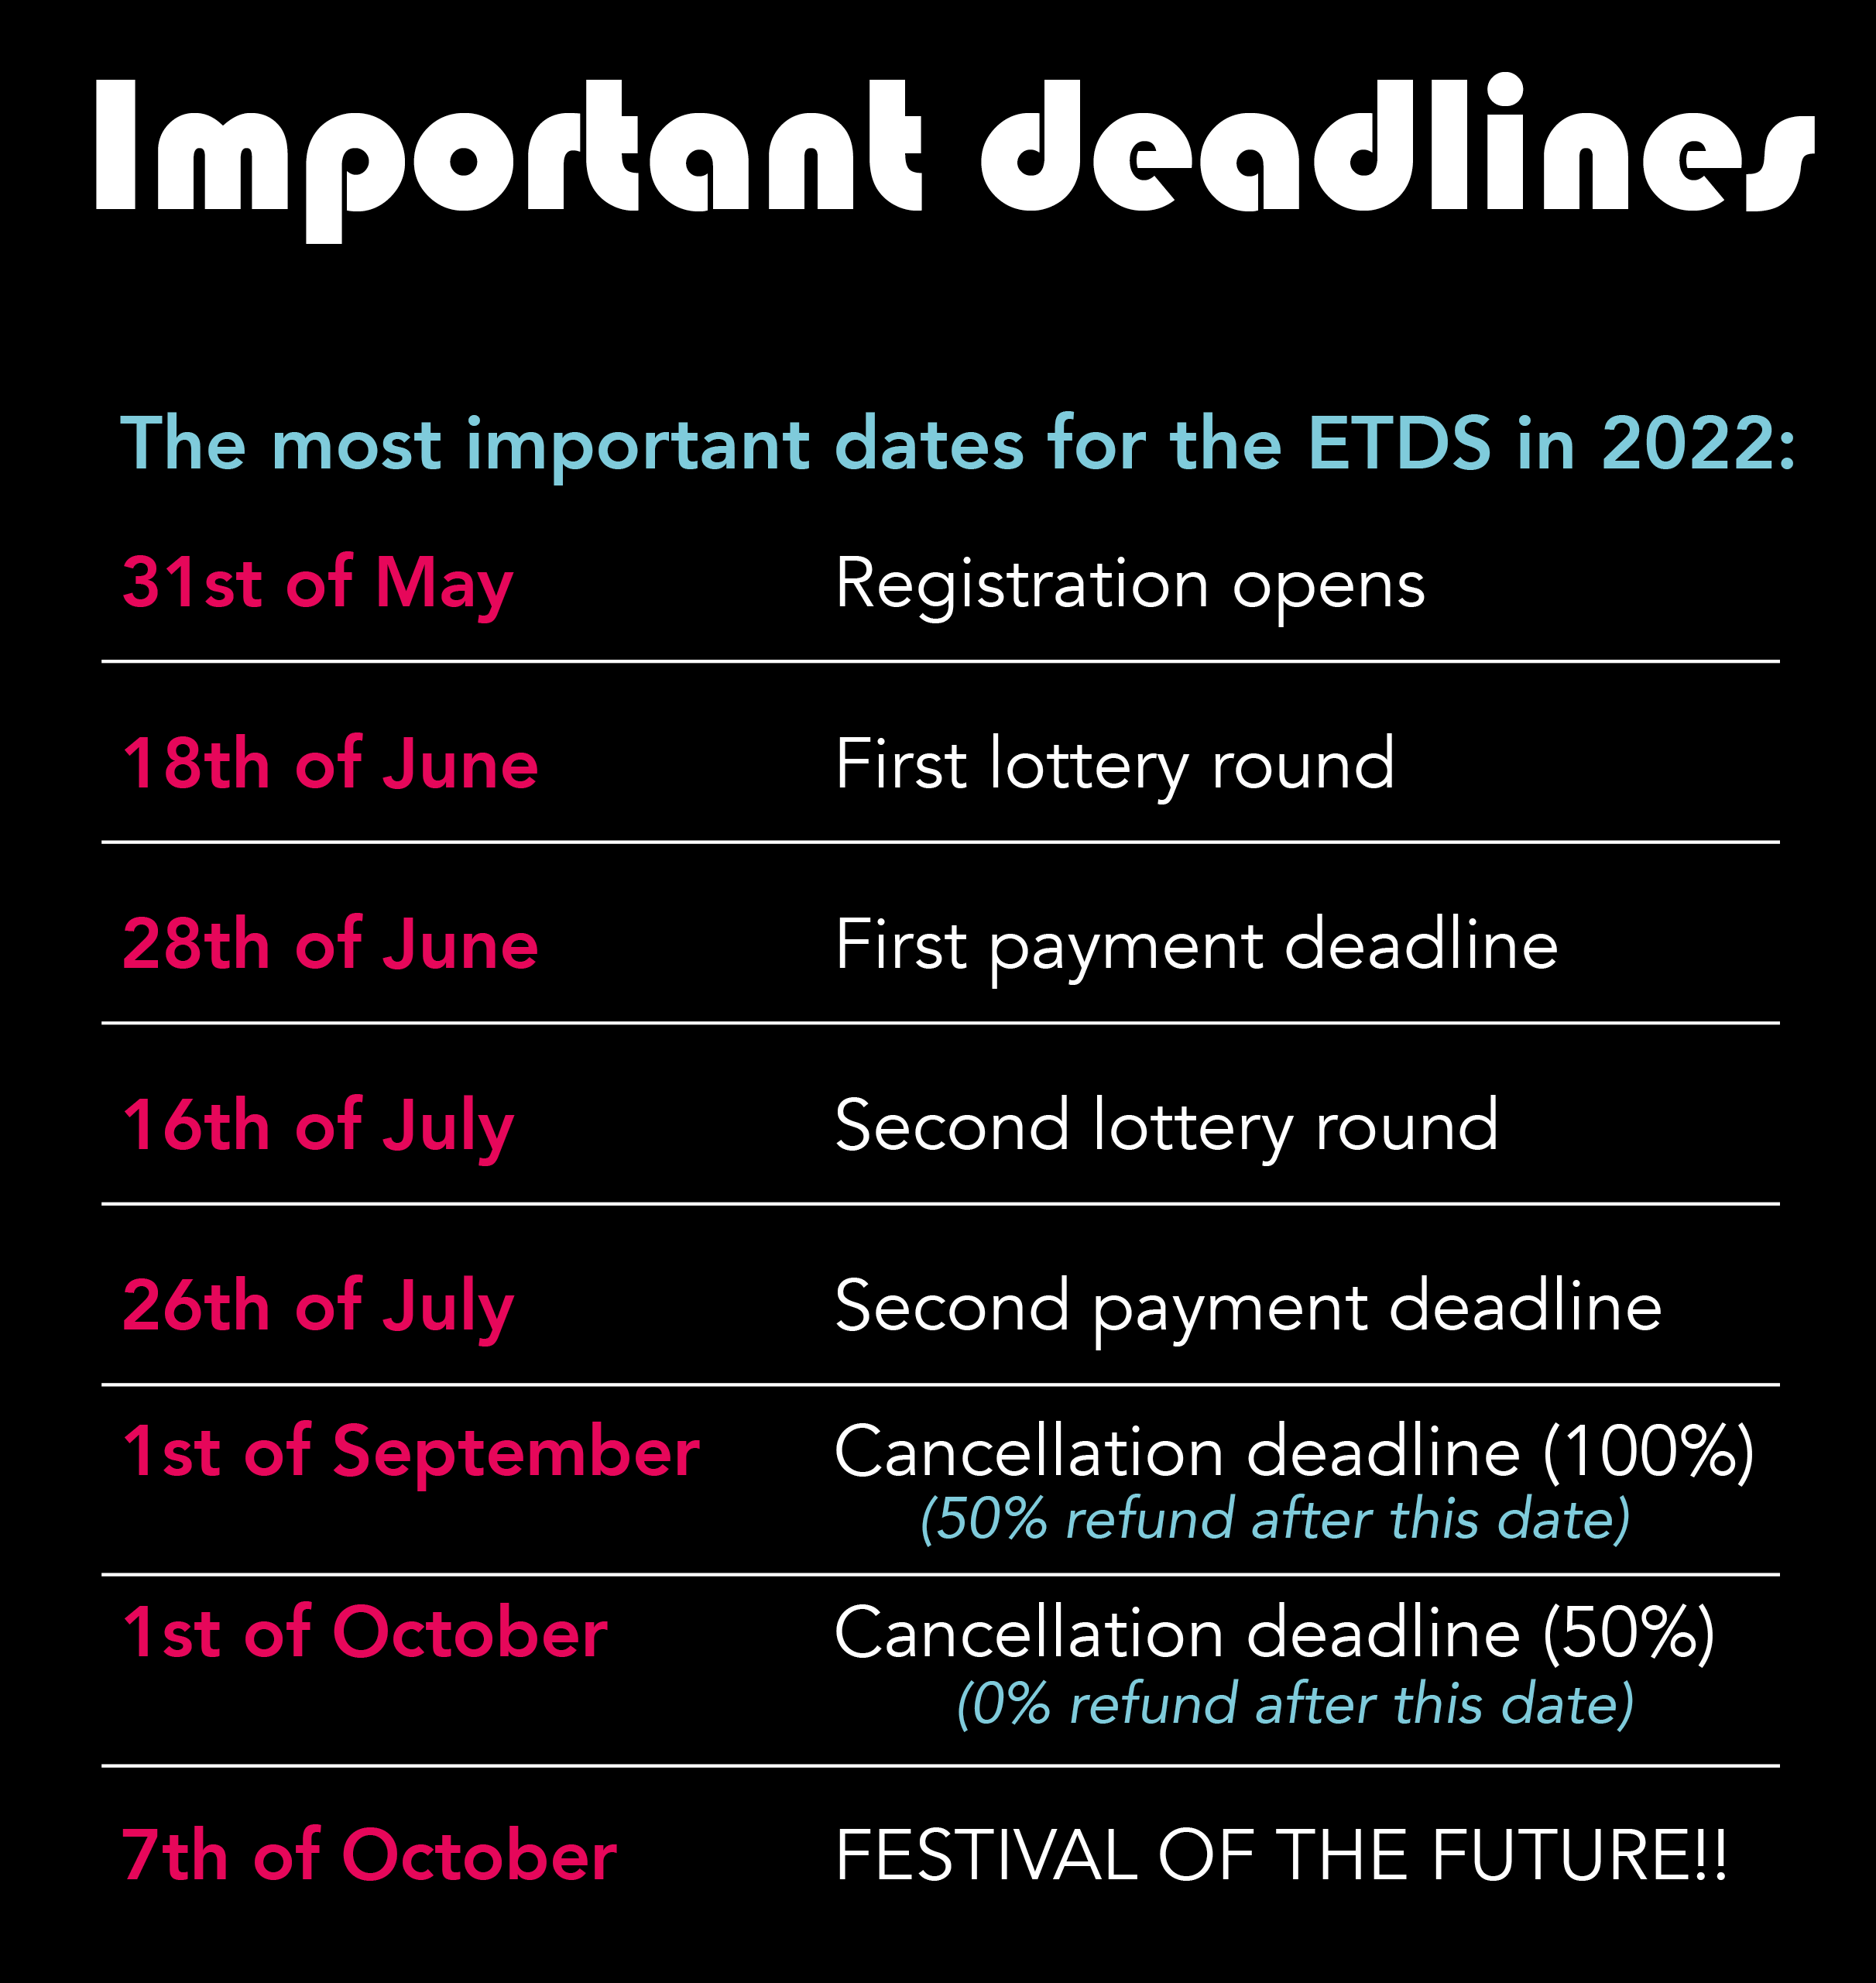 Important deadlines
The most important dates for the ETDS in 2022:
31st of May Registration opens
18th of June First lottery round
28th of June First payment deadline
16th of July Second lottery round
26th of July Second payment deadline
1st of September Cancellation deadline (100%)
(50% refund after this date)
1st of October Cancellation deadline (50%)
(0% refund after this date)
7th of October FESTIVAL OF THE FUTURE!!